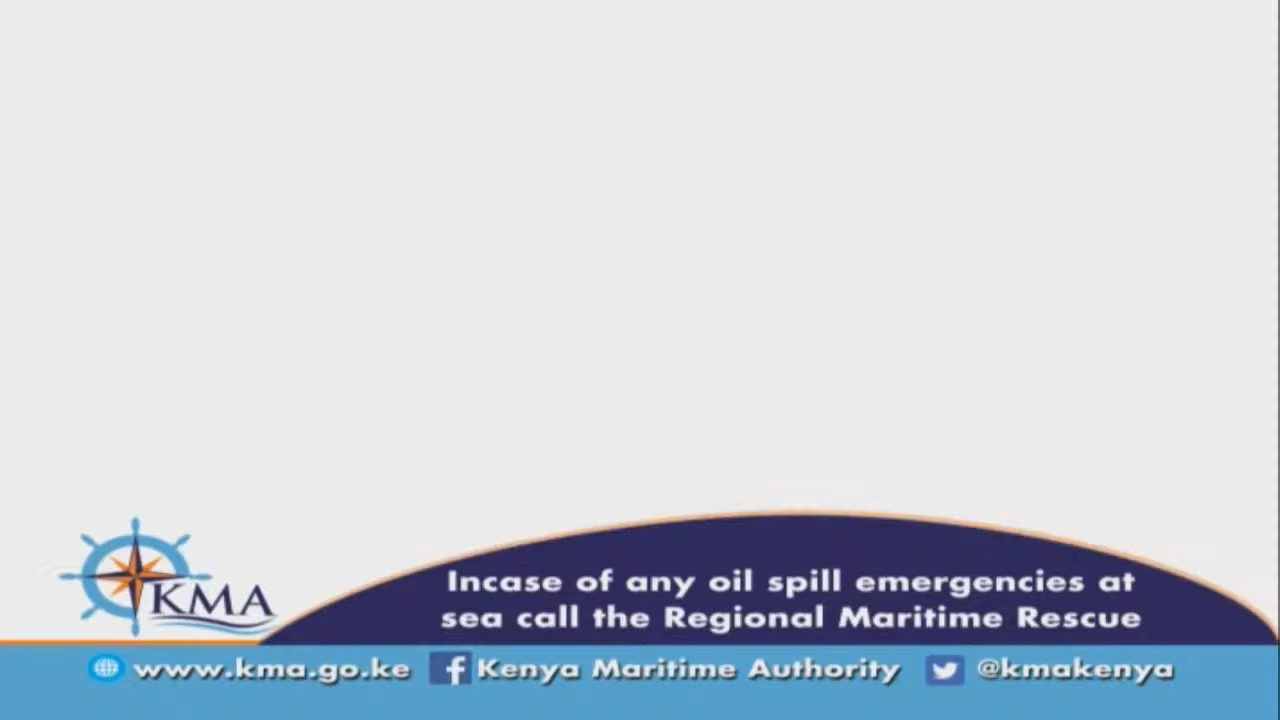 KMA
Incase of any oil spill emergencies at
sea call the Regional Maritime Rescue
www.kma.go.ke Kenya Maritime Authority @kmakenya